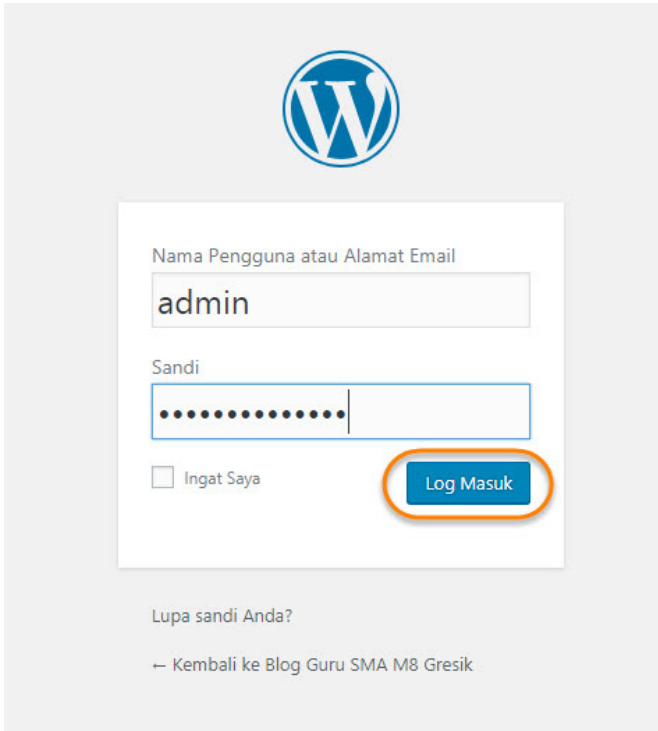 Nama Pengguna atau Alamat Email
admin
Sandi
••••••••••••••
Ingat Saya
Log Masuk
Lupa sandi Anda?
← Kembali ke Blog Guru SMA M8 Gresik